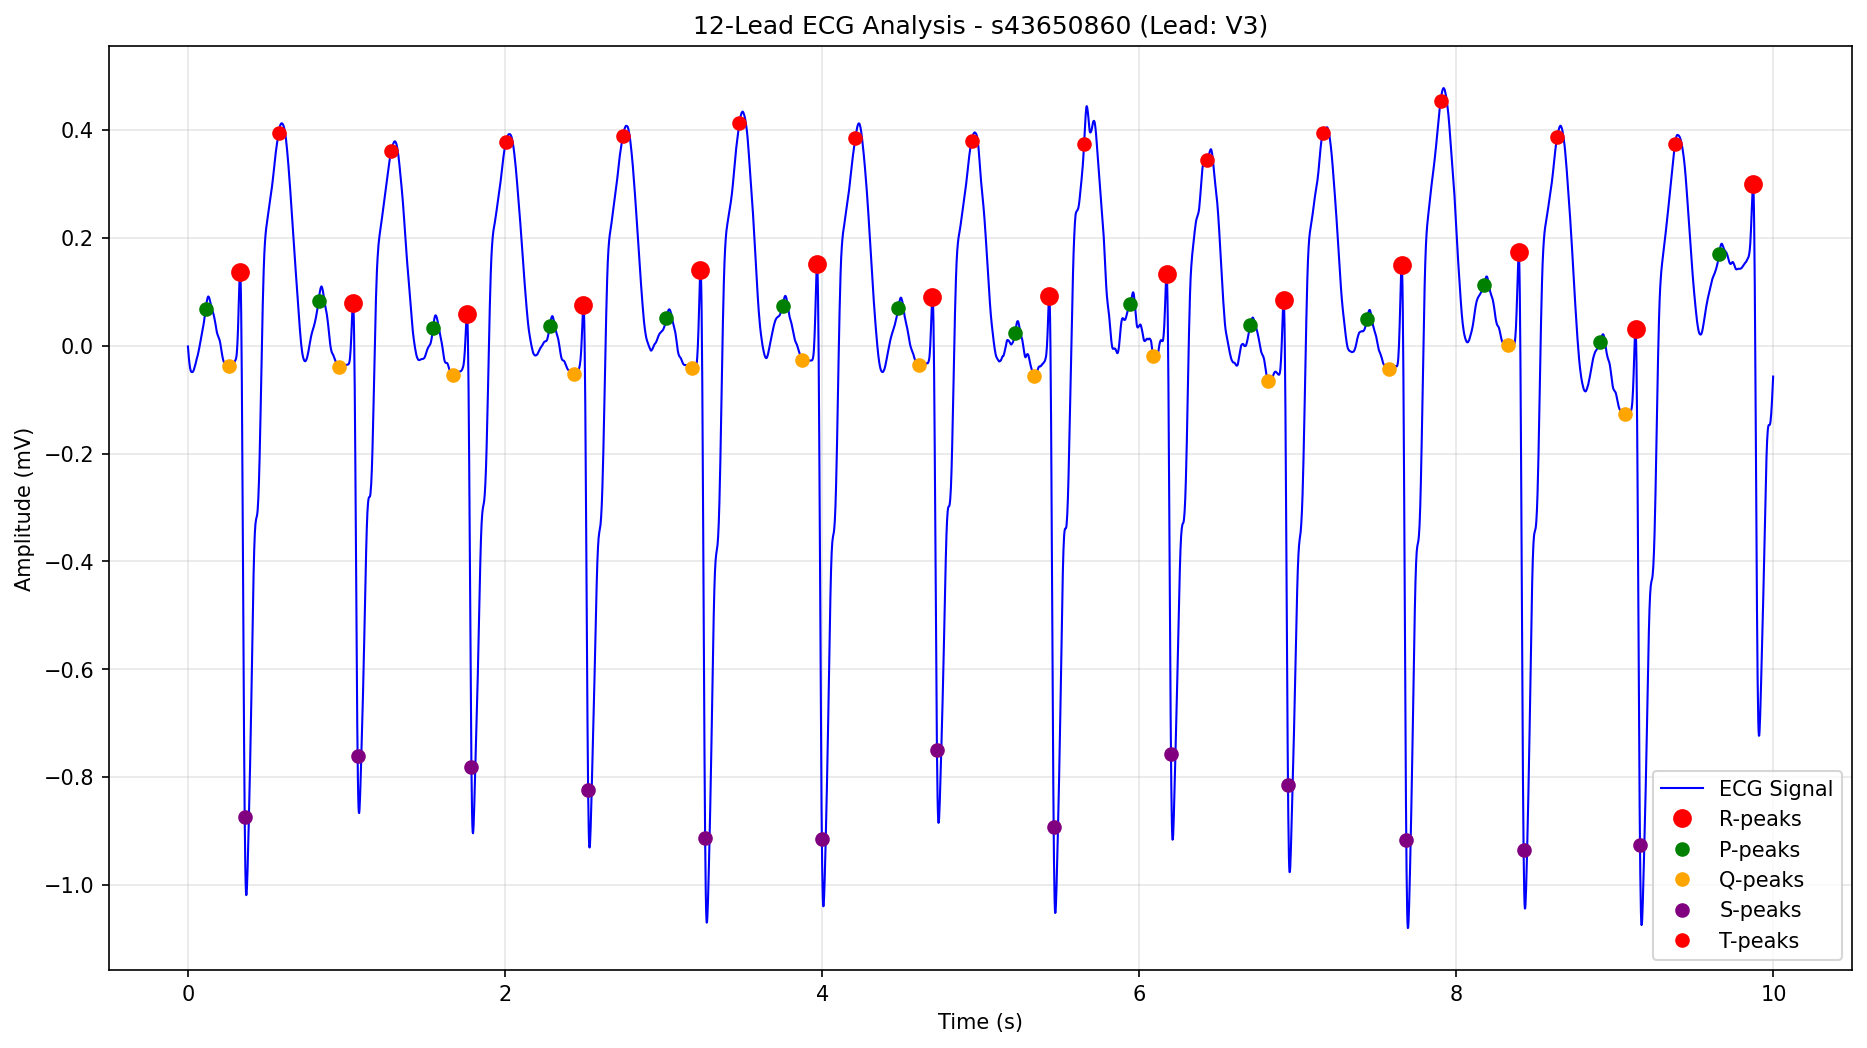 12-Lead ECG Analysis - s43650860 (Lead: V3)
Amplitude (mV)
0.4
0.2
0.0
−0.2
−0.4
−0.6
−0.8
−1.0
ECG Signal
R-peaks
P-peaks
Q-peaks
S-peaks
T-peaks
0 2 4 6 8 10
Time (s)